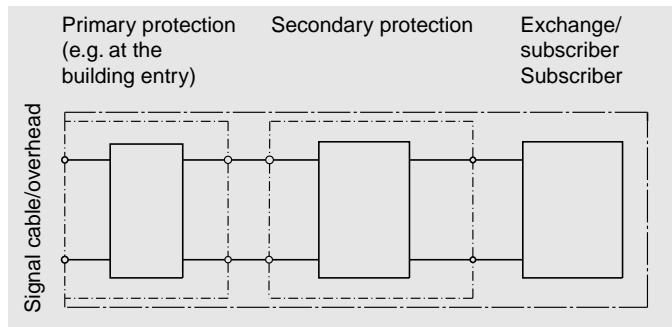 Primary protection
(e.g. at the
building entry)
Secondary protection
Exchange/
subscriber
Subscriber
Signal cable/overhead